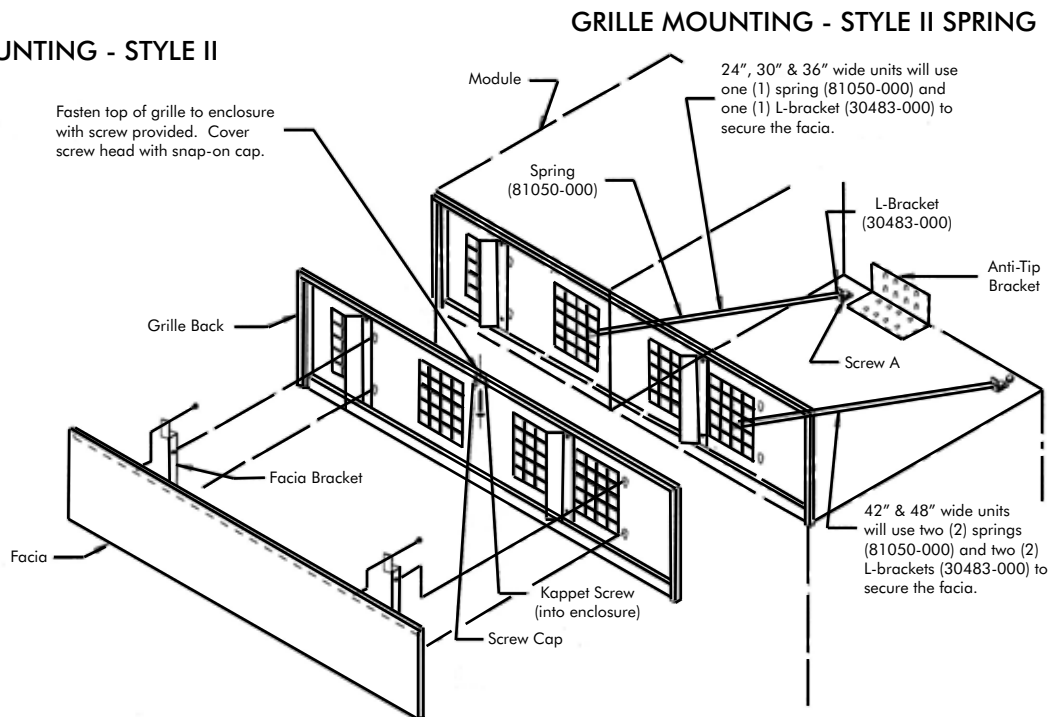 GRILLE MOUNTING - STYLE II SPRING
UNTING - STYLE II
Module
24", 30" & 36" wide units will use
one (1) spring (81050-000) and
one (1) L-bracket (30483-000) to
secure the facia.
Fasten top of grille to enclosure
with screw provided. Cover
screw head with snap-on cap.
Spring
(81050-000)
L-Bracket
(30483-000)
Anti-Tip
Bracket
Grille Back
Screw A
Facia Bracket
42" & 48" wide units
will use two (2) springs
(81050-000) and two (2)
L-brackets (30483-000) to
secure the facia.
Facia
Kappet Screw
(into enclosure)
Screw Cap